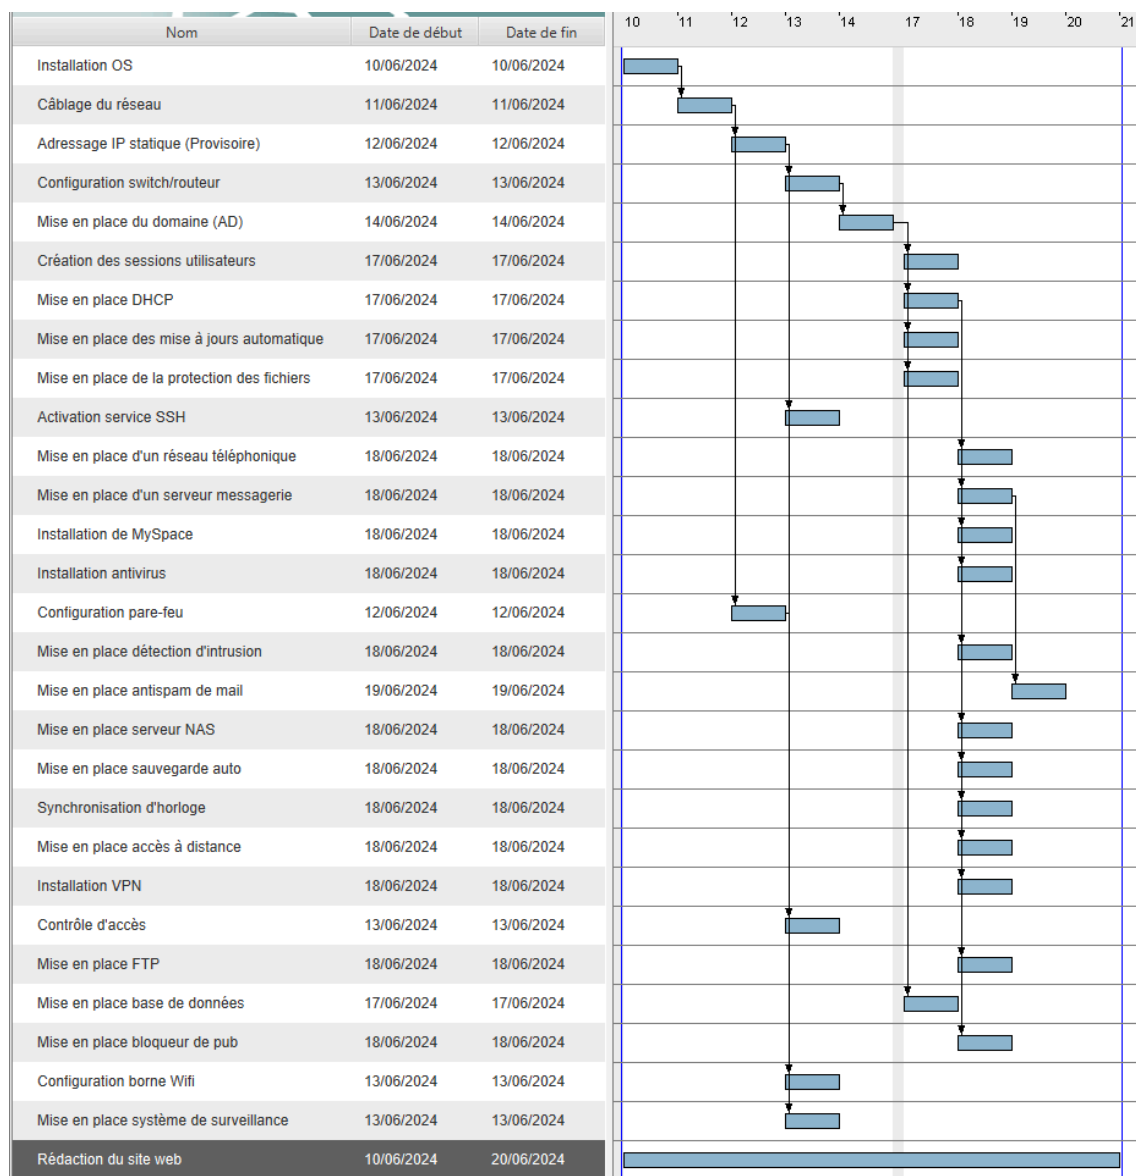 Nom Date de début Date de fin 10 11 12 13 14 17 18 19 20 21
Installation OS 10/06/2024 10/06/2024
Câblage du réseau 11/06/2024 11/06/2024
Adressage IP statique (Provisoire) 12/06/2024 12/06/2024
Configuration switch/routeur 13/06/2024 13/06/2024
Mise en place du domaine (AD) 14/06/2024 14/06/2024
Création des sessions utilisateurs 17/06/2024 17/06/2024
Mise en place DHCP 17/06/2024 17/06/2024
Mise en place des mise à jours automatique 17/06/2024 17/06/2024
Mise en place de la protection des fichiers 17/06/2024 17/06/2024
Activation service SSH 13/06/2024 13/06/2024
Mise en place d'un réseau téléphonique 18/06/2024 18/06/2024
Mise en place d'un serveur messagerie 18/06/2024 18/06/2024
Installation de MySpace 18/06/2024 18/06/2024
Installation antivirus 18/06/2024 18/06/2024
Configuration pare-feu 12/06/2024 12/06/2024
Mise en place détection d'intrusion 18/06/2024 18/06/2024
Mise en place antispam de mail 19/06/2024 19/06/2024
Mise en place serveur NAS 18/06/2024 18/06/2024
Mise en place sauvegarde auto 18/06/2024 18/06/2024
Synchronisation d'horloge 18/06/2024 18/06/2024
Mise en place accès à distance 18/06/2024 18/06/2024
Installation VPN 18/06/2024 18/06/2024
Contrôle d'accès 13/06/2024 13/06/2024
Mise en place FTP 18/06/2024 18/06/2024
Mise en place base de données 17/06/2024 17/06/2024
Mise en place bloqueur de pub 18/06/2024 18/06/2024
Configuration borne Wifi 13/06/2024 13/06/2024
Mise en place système de surveillance 13/06/2024 13/06/2024
Rédaction du site web 10/06/2024 20/06/2024